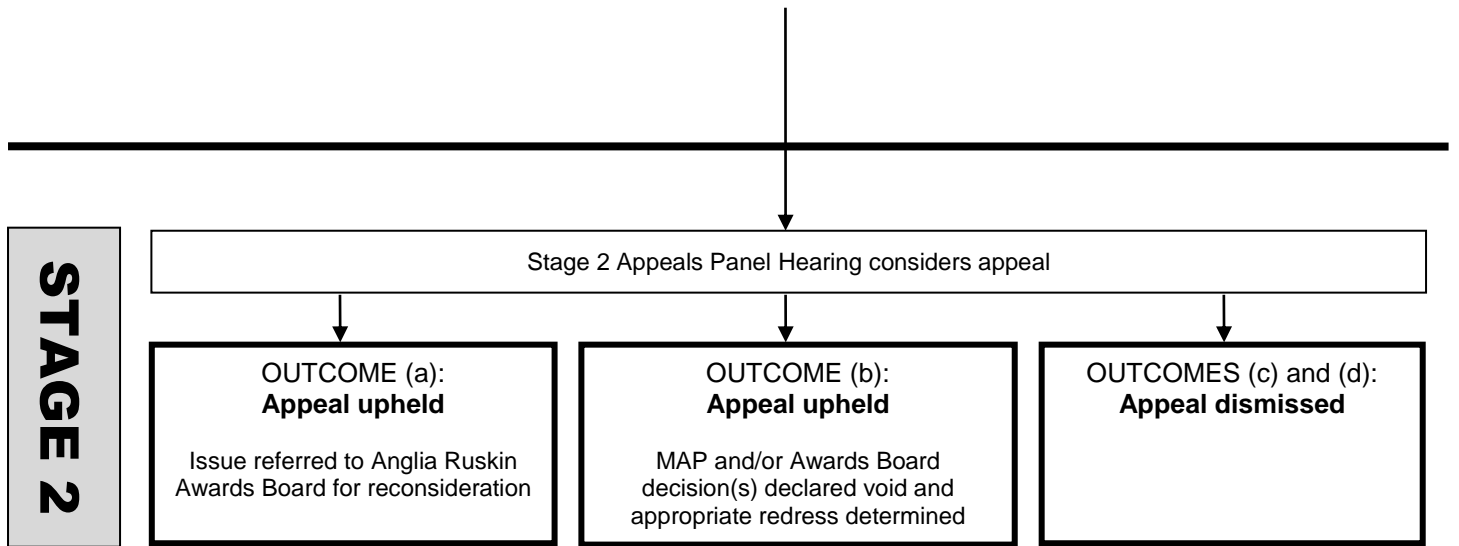 STAGE 2
Stage 2 Appeals Panel Hearing considers appeal
OUTCOME (a):
Appeal upheld
Issue referred to Anglia Ruskin
Awards Board for reconsideration
OUTCOME (b):
Appeal upheld
MAP and/or Awards Board
decision(s) declared void and
appropriate redress determined
OUTCOMES (c) and (d):
Appeal dismissed